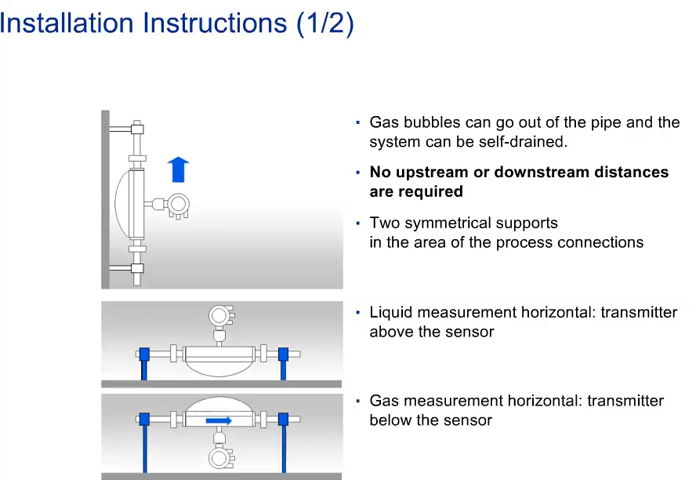 Installation Instructions (1/2)
Gas bubbles can go out of the pipe and the
system can be self-drained.
No upstream or downstream distances
are required
Two symmetrical supports
in the area of the process connections
Liquid measurement horizontal: transmitter
above the sensor
Gas measurement horizontal: transmitter
below the sensor